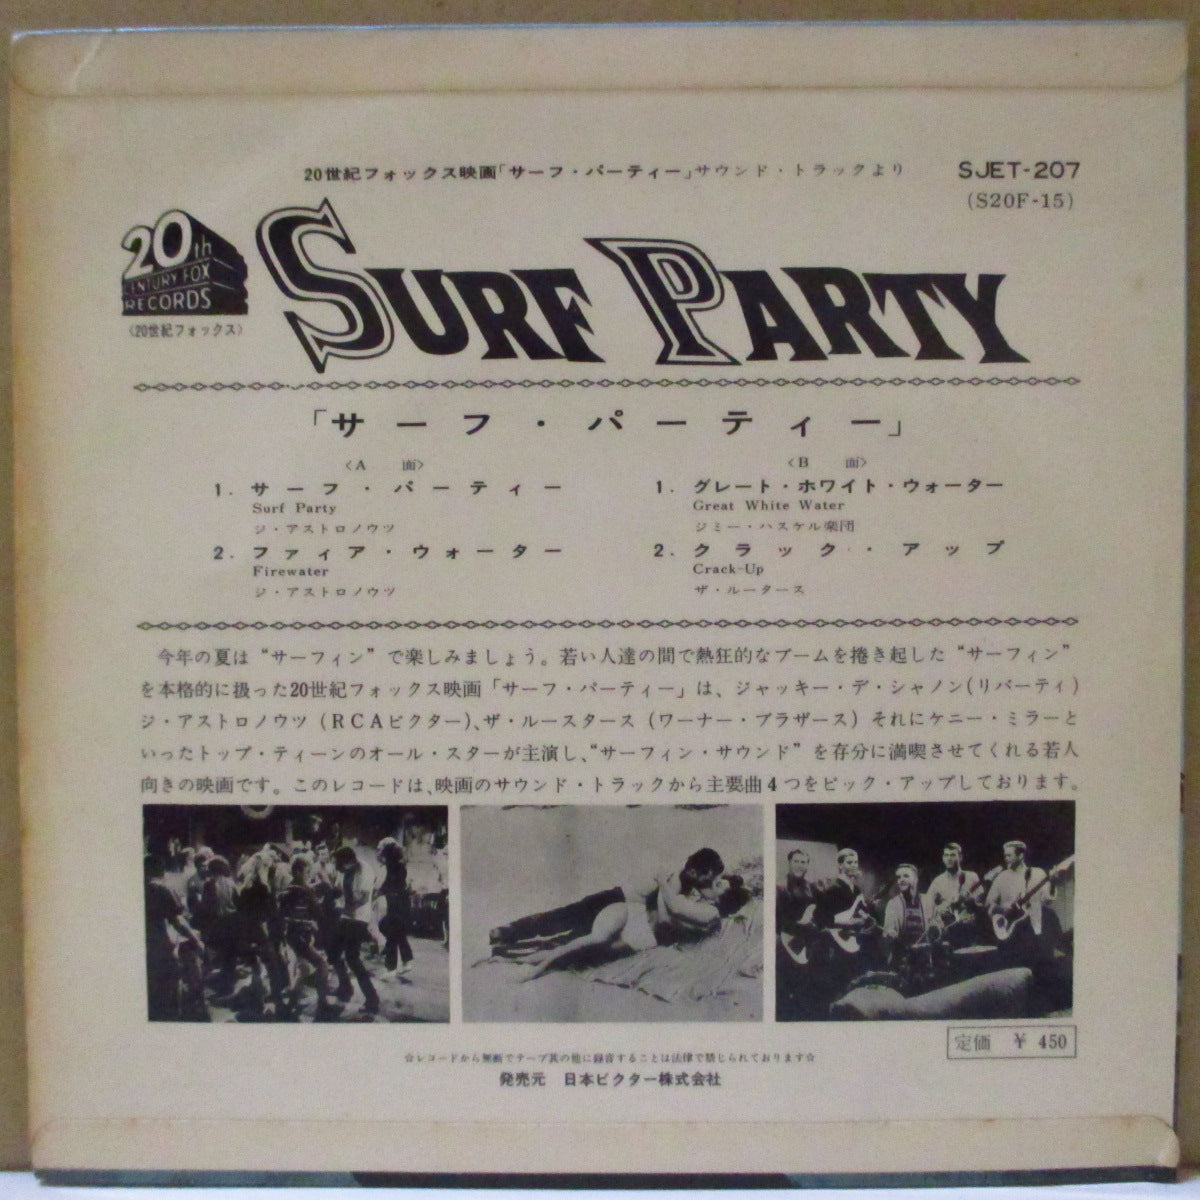 20世紀フォックス映画「サーフ・パーティー」サウンド・トラックより
SJET-207
(S20F-15)
20th
CENTURY FOX
RECORDS
〈20世紀フォックス〉
SURF PARTY
「サーフ・パーティー」
〈A 面〉
1. サーフ・パーティー
Surf Party
ジ・アストロノウツ
2. ファイア・ウォーター
Firewater
ジ・アストロノウツ
〈B 面〉
1. グレート・ホワイト・ウォーター
Great White Water
ジミー・ハスケル楽団
2. クラック・アップ
Crack-Up
ザ・ルータース
今年の夏は“サーフィン”で楽しみましょう。若い人達の間で熱狂的なブームを捲き起した“サーフィン”
を本格的に扱った20世紀フォックス映画「サーフ・パーティー」は、ジャッキー・デ・シャノン(リバーティ)
ジ・アストロノウツ(RCAビクター)、ザ・ルースタース(ワーナー・ブラザース)それにケニー・ミラーと
いったトップ・ティーンのオール・スターが主演し、“サーフィン・サウンド”を存分に満喫させてくれる若人
向きの映画です。このレコードは、映画のサウンド・トラックから主要曲4つをピック・アップしております。
定価 ￥ 450
☆レコードから無断でテープ其の他に録音することは法律で禁じられております☆
発売元 日本ビクター株式会社